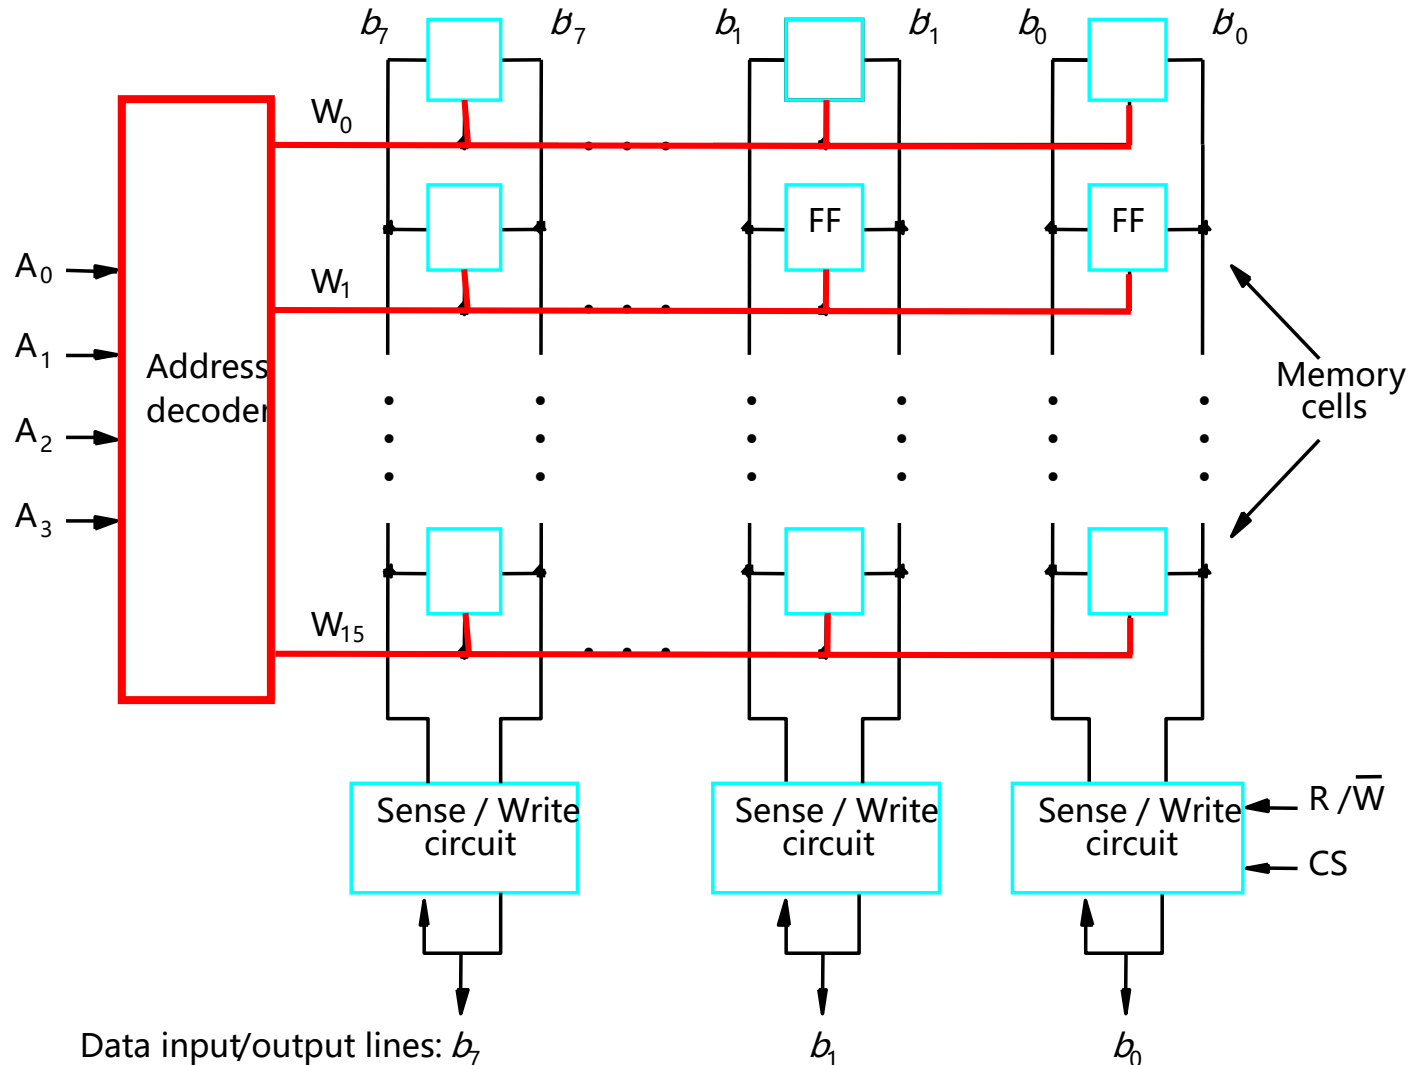 b7 b′7 b1 b′1 b0 b′0
W0
FF FF
A0
W1
A1
Address
decoder
Memory
cells
A2
A3
W15
Sense / Write
circuit
Sense / Write
circuit
Sense / Write
circuit
R / W̅
CS
Data input/output lines: b7 b1 b0